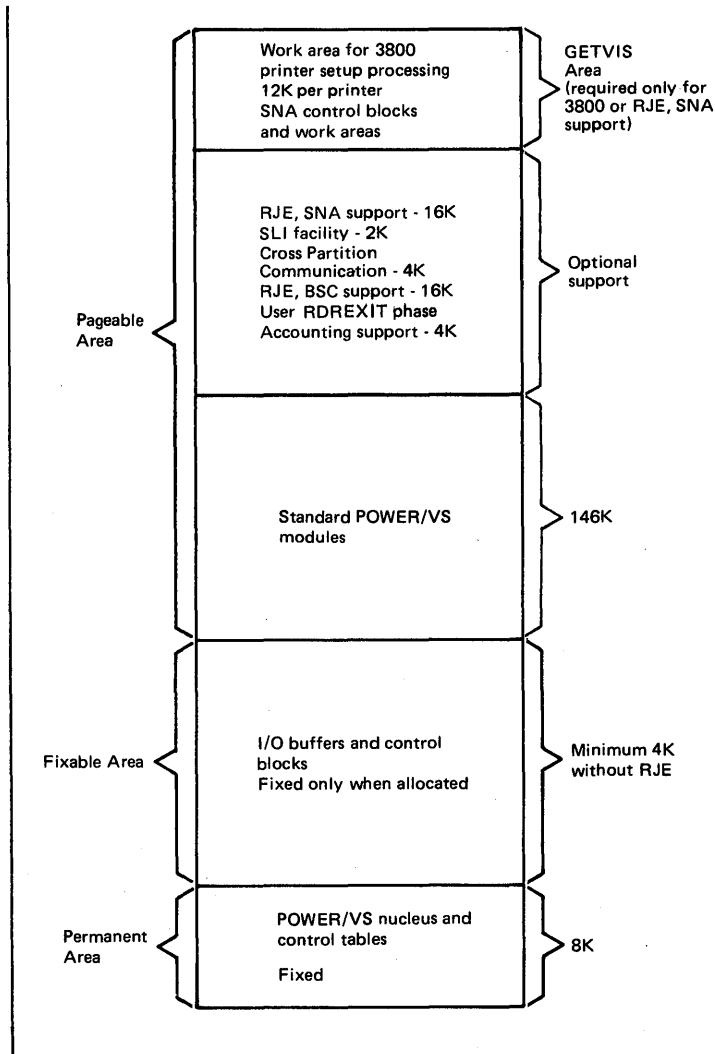 Work area for 3800
printer setup processing
12K per printer
SNA control blocks
and work areas
GETVIS
Area
(required only for
3800 or RJE, SNA
support)
RJE, SNA support - 16K
SLI facility - 2K
Cross Partition
Communication - 4K
RJE, BSC support - 16K
User RDREXIT phase
Accounting support - 4K
Optional
support
Pageable
Area
Standard POWER/VS
modules
146K
Fixable Area
I/O buffers and control
blocks
Fixed only when allocated
Minimum 4K
without RJE
Permanent
Area
POWER/VS nucleus and
control tables
Fixed
8K